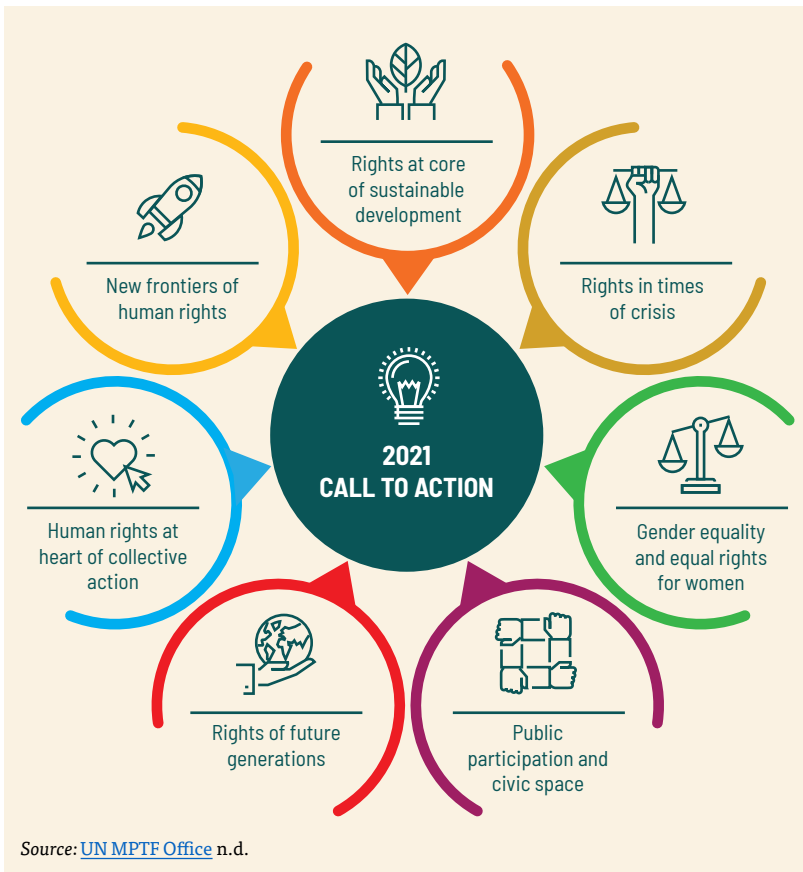 Rights at core
of sustainable
development
Rights in times
of crisis
Gender equality
and equal rights
for women
Public
participation and
civic space
Rights of future
generations
Human rights at
heart of collective
action
New frontiers of
human rights
2021
CALL TO ACTION
Source: UN MPTF Office n.d.